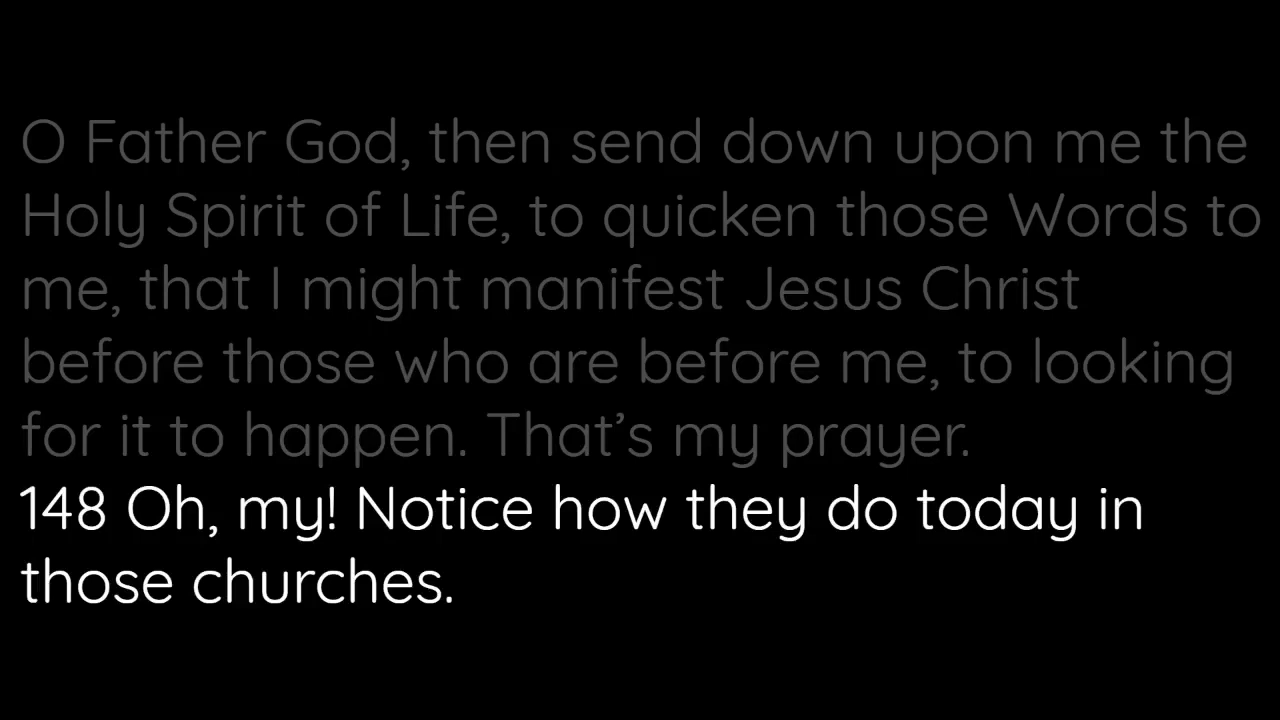 O Father God, then send down upon me the
Holy Spirit of Life, to quicken those Words to
me, that I might manifest Jesus Christ
before those who are before me, to looking
for it to happen. That’s my prayer.
148 Oh, my! Notice how they do today in
those churches.